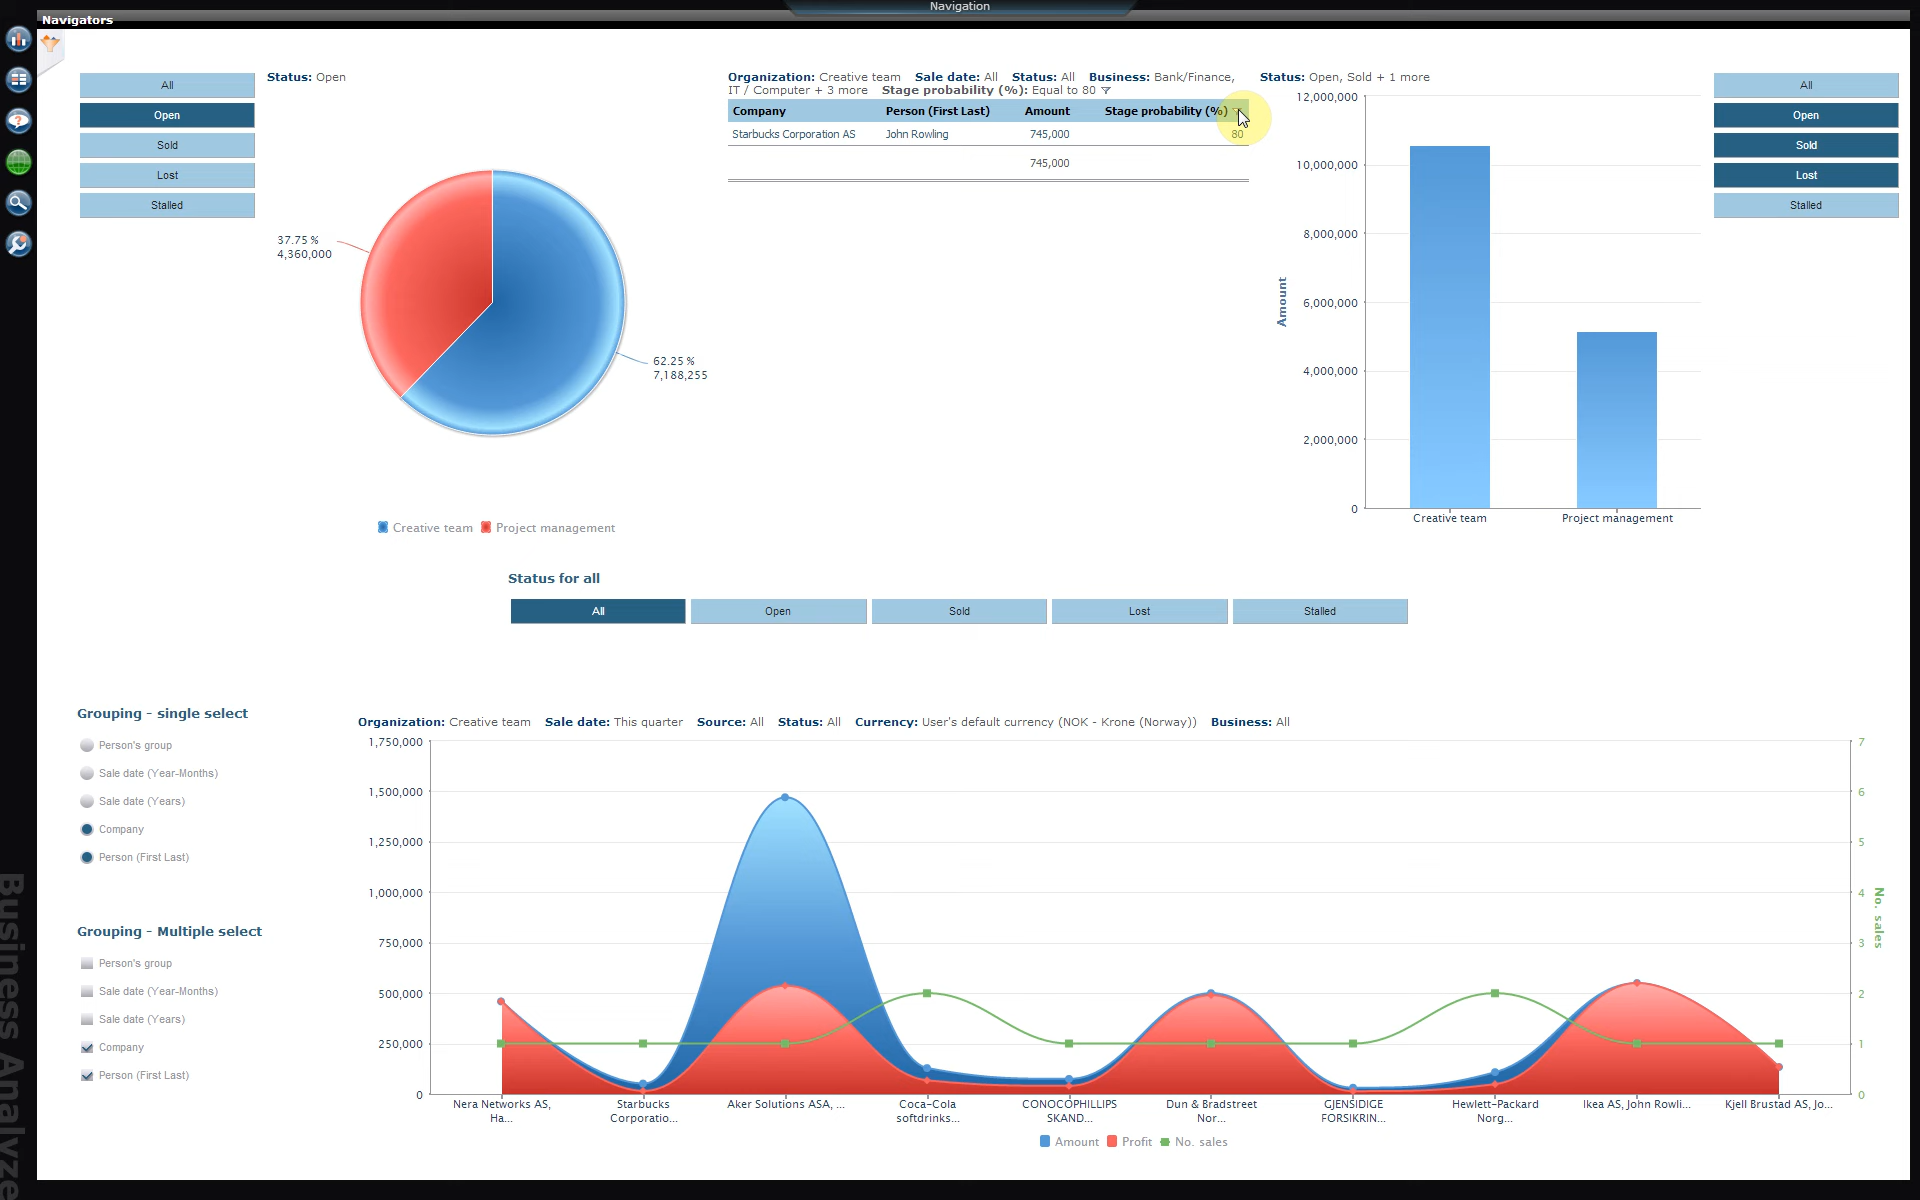 Navigation
Navigators
All
Open
Sold
Lost
Stalled
Status: Open
37.75 %
4,360,000
62.25 %
7,188,255
Creative team Project management
Organization: Creative team Sale date: All Status: All Business: Bank/Finance,
IT / Computer + 3 more Stage probability (%): Equal to 80
Company Person (First Last) Amount Stage probability (%)
Starbucks Corporation AS John Rowling 745,000 80
745,000
Status: Open, Sold + 1 more
12,000,000
10,000,000
8,000,000
6,000,000
4,000,000
2,000,000
0
Amount
Creative team Project management
All
Open
Sold
Lost
Stalled
Status for all
All Open Sold Lost Stalled
Grouping - single select
Person's group
Sale date (Year-Months)
Sale date (Years)
Company
Person (First Last)
Grouping - Multiple select
Person's group
Sale date (Year-Months)
Sale date (Years)
Company
Person (First Last)
Organization: Creative team Sale date: This quarter Source: All Status: All Currency: User's default currency (NOK - Krone (Norway)) Business: All
1,750,000
1,500,000
1,250,000
1,000,000
750,000
500,000
250,000
0
7
6
5
4
3
2
1
0
No. sales
Nera Networks AS, Ha...
Starbucks Corporatio...
Aker Solutions ASA, ...
Coca-Cola softdrinks...
CONOCOPHILLIPS SKAND...
Dun & Bradstreet Nor...
GJENSIDIGE FORSIKRIN...
Hewlett-Packard Norg...
Ikea AS, John Rowli...
Kjell Brustad AS, Jo...
Amount Profit No. sales
Business Analyze